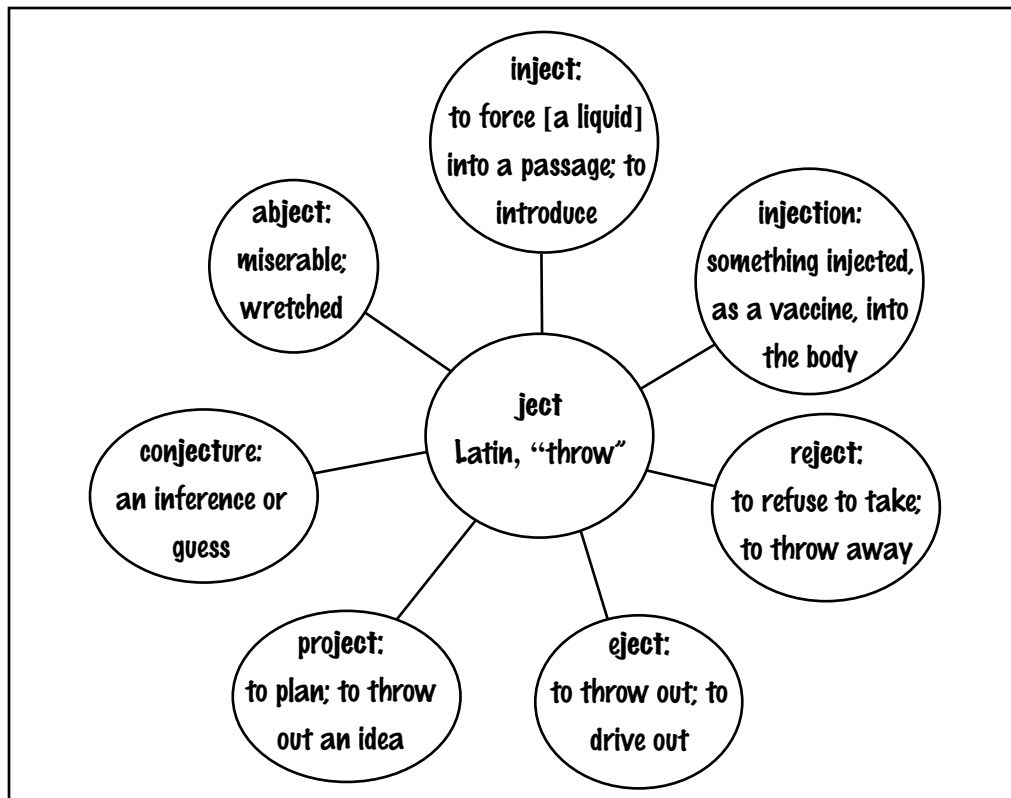 inject:
to force [a liquid]
into a passage; to
introduce
abject:
miserable;
wretched
injection:
something injected,
as a vaccine, into
the body
ject
Latin, “throw”
conjecture:
an inference or
guess
reject:
to refuse to take;
to throw away
project:
to plan; to throw
out an idea
eject:
to throw out; to
drive out